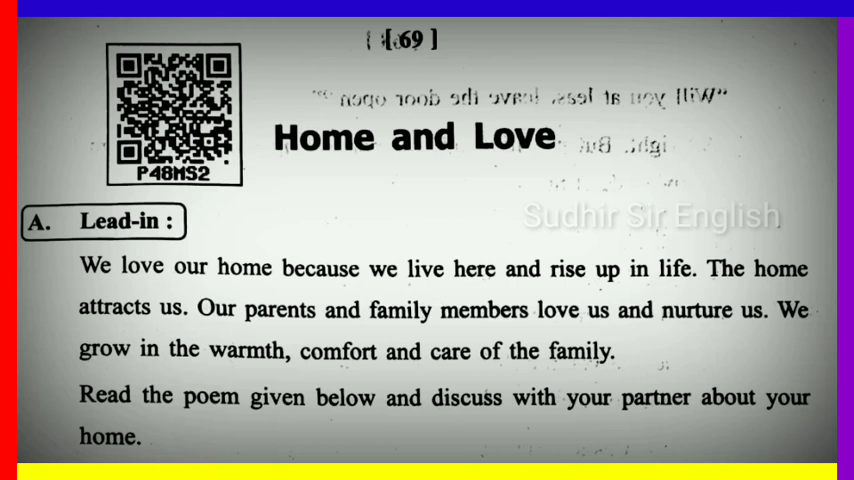 [ 69 ]
P48MS2
Home and Love
Sudhir Sir English
A. Lead-in :
We love our home because we live here and rise up in life. The home
attracts us. Our parents and family members love us and nurture us. We
grow in the warmth, comfort and care of the family.
Read the poem given below and discuss with your partner about your
home.